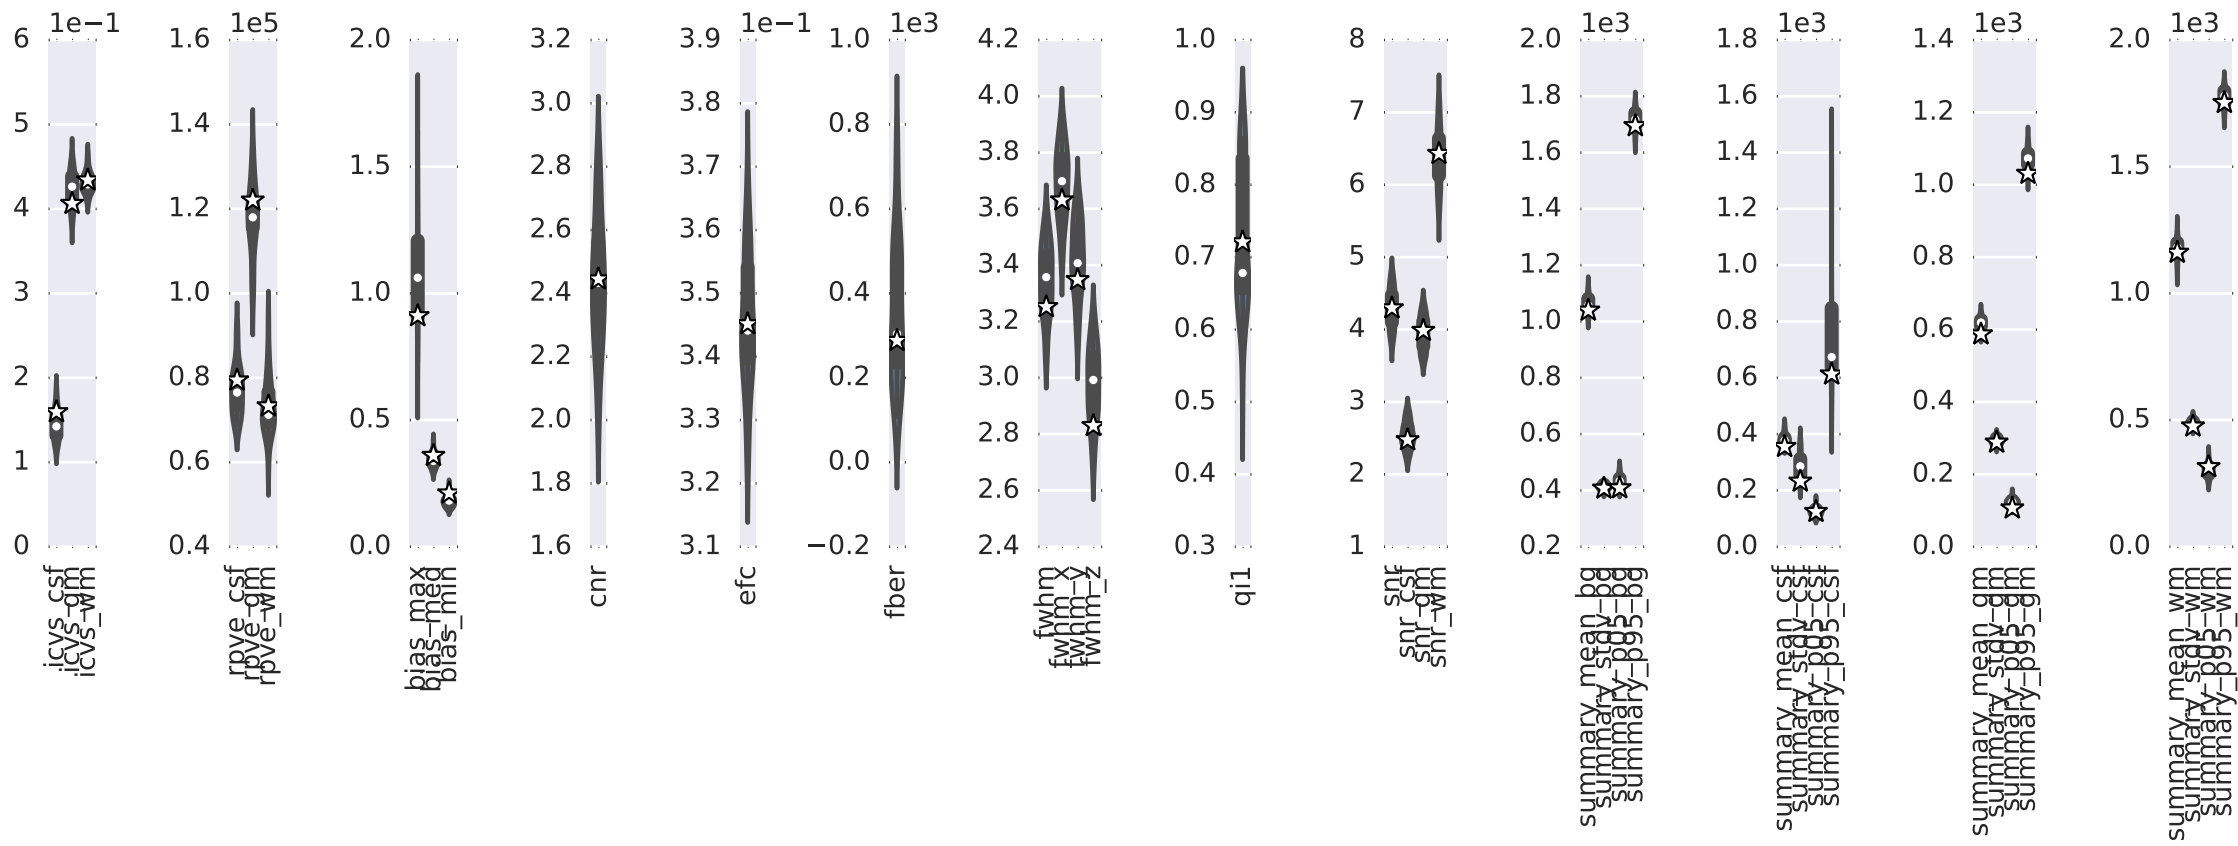 1e−1
6
5
4
3
2
1
0
icvs_csf
icvs_gm
icvs_wm
1e5
1.6
1.4
1.2
1.0
0.8
0.6
0.4
rpve_csf
rpve_gm
rpve_wm
2.0
1.5
1.0
0.5
0.0
bias_max
bias_med
bias_min
3.2
3.0
2.8
2.6
2.4
2.2
2.0
1.8
1.6
cnr
1e−1
3.9
3.8
3.7
3.6
3.5
3.4
3.3
3.2
3.1
efc
1e3
1.0
0.8
0.6
0.4
0.2
0.0
−0.2
fber
4.2
4.0
3.8
3.6
3.4
3.2
3.0
2.8
2.6
2.4
fwhm
fwhm_x
fwhm_y
fwhm_z
1.0
0.9
0.8
0.7
0.6
0.5
0.4
0.3
qi1
8
7
6
5
4
3
2
1
snr
snr_csf
snr_gm
snr_wm
1e3
2.0
1.8
1.6
1.4
1.2
1.0
0.8
0.6
0.4
0.2
summary_mean_bg
summary_stdv_bg
summary_p05_bg
summary_p95_bg
1e3
1.8
1.6
1.4
1.2
1.0
0.8
0.6
0.4
0.2
0.0
summary_mean_csf
summary_stdv_csf
summary_p05_csf
summary_p95_csf
1e3
1.4
1.2
1.0
0.8
0.6
0.4
0.2
0.0
summary_mean_gm
summary_stdv_gm
summary_p05_gm
summary_p95_gm
1e3
2.0
1.5
1.0
0.5
0.0
summary_mean_wm
summary_stdv_wm
summary_p05_wm
summary_p95_wm